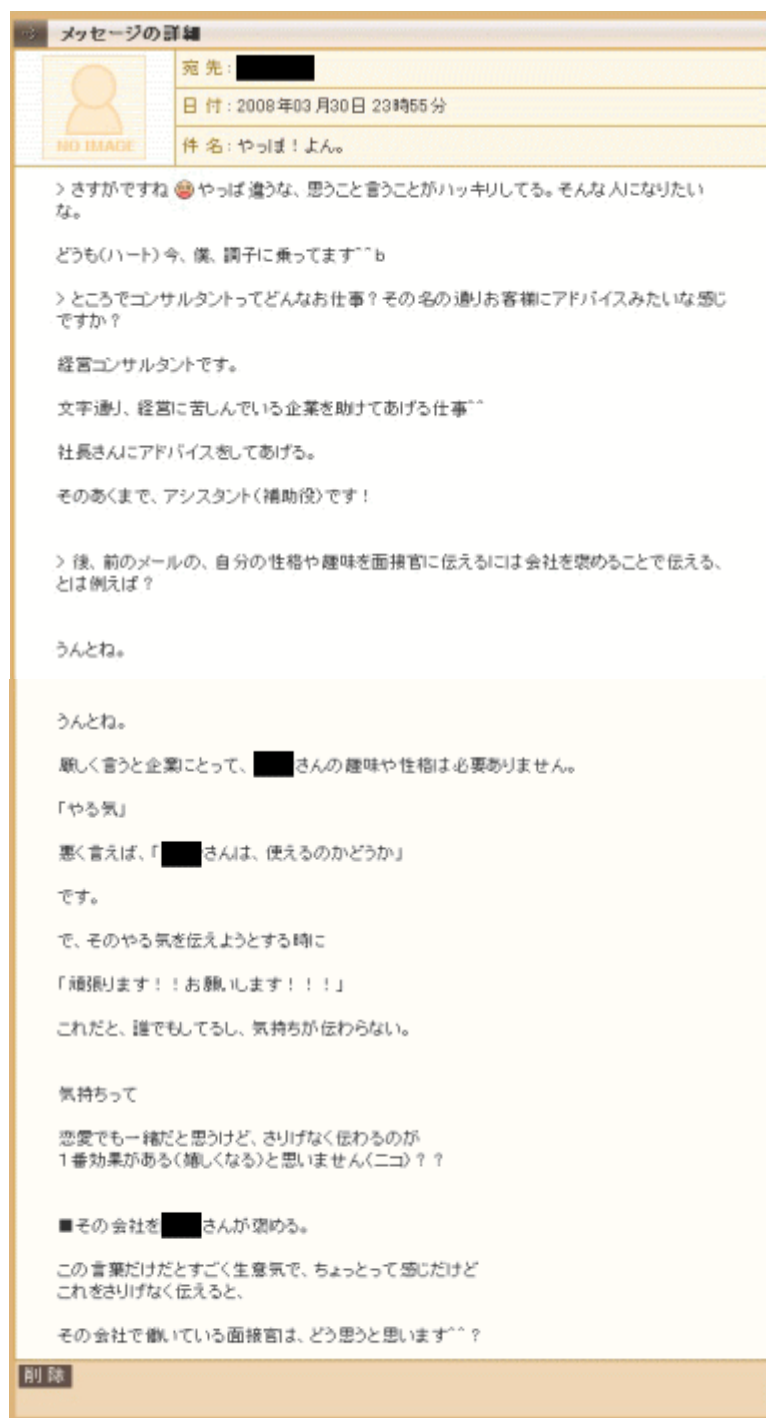 メッセージの詳細
宛先:
日付:2008年03月30日 23時55分
NO IMAGE
件名:やっぱ!よん。
> さすがですね やっぱ違うな、思うこと言うことがハッキリしてる。そんな人になりたい
な。
どうも(ハート)今、僕、調子に乗ってます^^b
> ところでコンサルタントってどんなお仕事?その名の通りお客様にアドバイスみたいな感じ
ですか?
経営コンサルタントです。
文字通り、経営に苦しんでいる企業を助けてあげる仕事^^
社長さんにアドバイスをしてあげる。
そのあくまで、アシスタント(補助役)です!
> 後、前のメールの、自分の性格や趣味を面接官に伝えるには会社を褒めることで伝える、
とは例えば?
うんとね。
うんとね。
厳しく言うと企業にとって、さんの趣味や性格は必要ありません。
「やる気」
悪く言えば、「さんは、使えるのかどうか」
です。
で、そのやる気を伝えようとする時に
「頑張ります!!お願いします!!!」
これだと、誰でもしてるし、気持ちが伝わらない。
気持ちって
恋愛でも一緒だと思うけど、さりげなく伝わるのが
1番効果がある(嬉しくなる)と思いません(ニコ)??
■その会社をさんが褒める。
この言葉だけだとすごく生意気で、ちょっとって感じだけど
これをさりげなく伝えると、
その会社で働いている面接官は、どう思うと思います^^?
削除